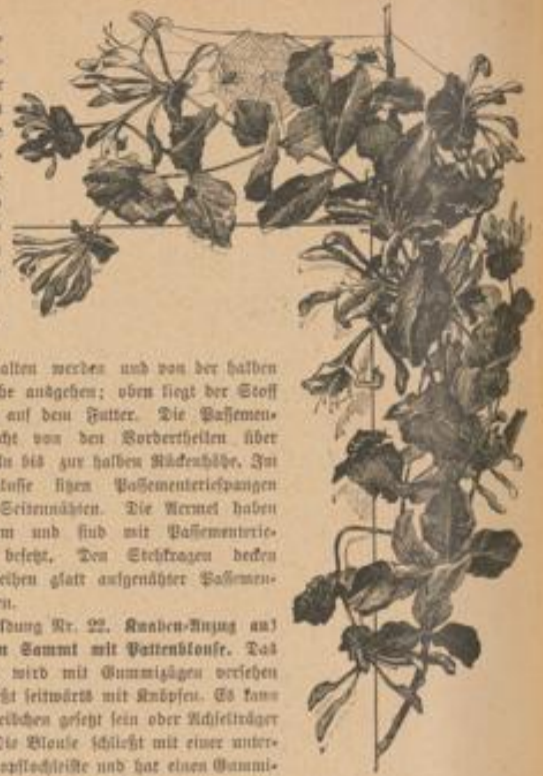 alten werden und von der halben
he ausgehen; oben liegt der Stoff
auf dem Futter. Die Passemen-
cht von den Vordertheilen über
ln bis zur halben Rückenhöhe. Im
lusse sitzen Passementeriespangen
Seitennähten. Die Aermel haben
m und sind mit Passementerie-
besetzt. Den Stehkragen decken
eihen glatt aufgenähter Passemen-
en.
ldung Nr. 22. Knaben-Anzug aus
m Sammt mit Pattenblouse. Das
wird mit Gummizügen versehen
ßt seitwärts mit Knöpfen. Es kann
eibchen gesetzt sein oder Achselträger
Die Blouse schließt mit einer unter-
opflochleiste und hat einen Gummi-